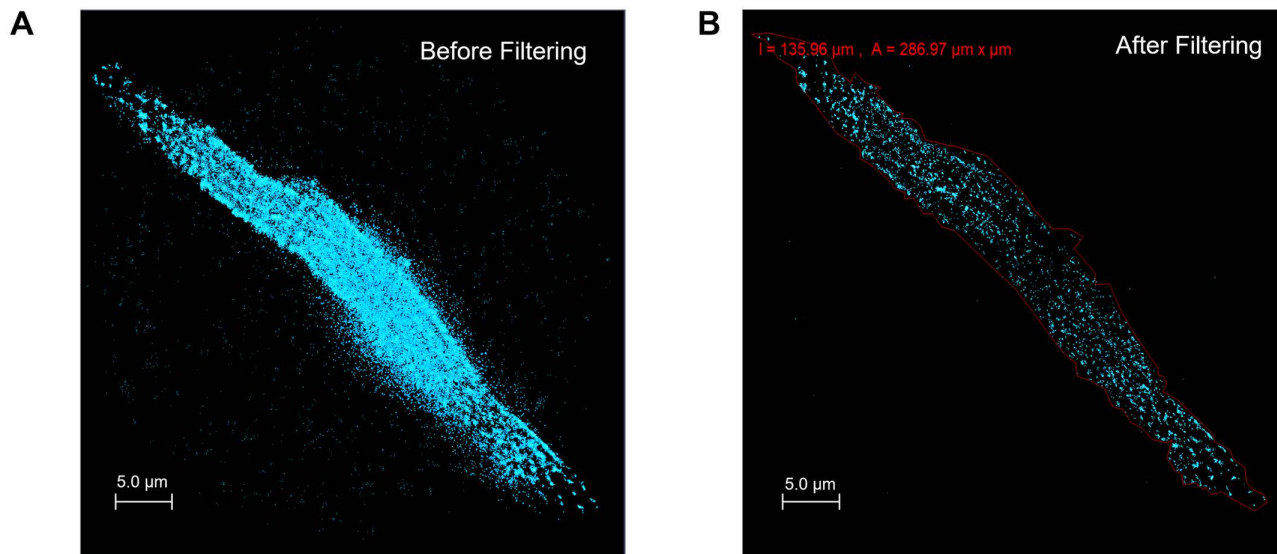 A
Before Filtering
5.0 µm
B
l = 135.96 µm , A = 286.97 µm x µm
After Filtering
5.0 µm